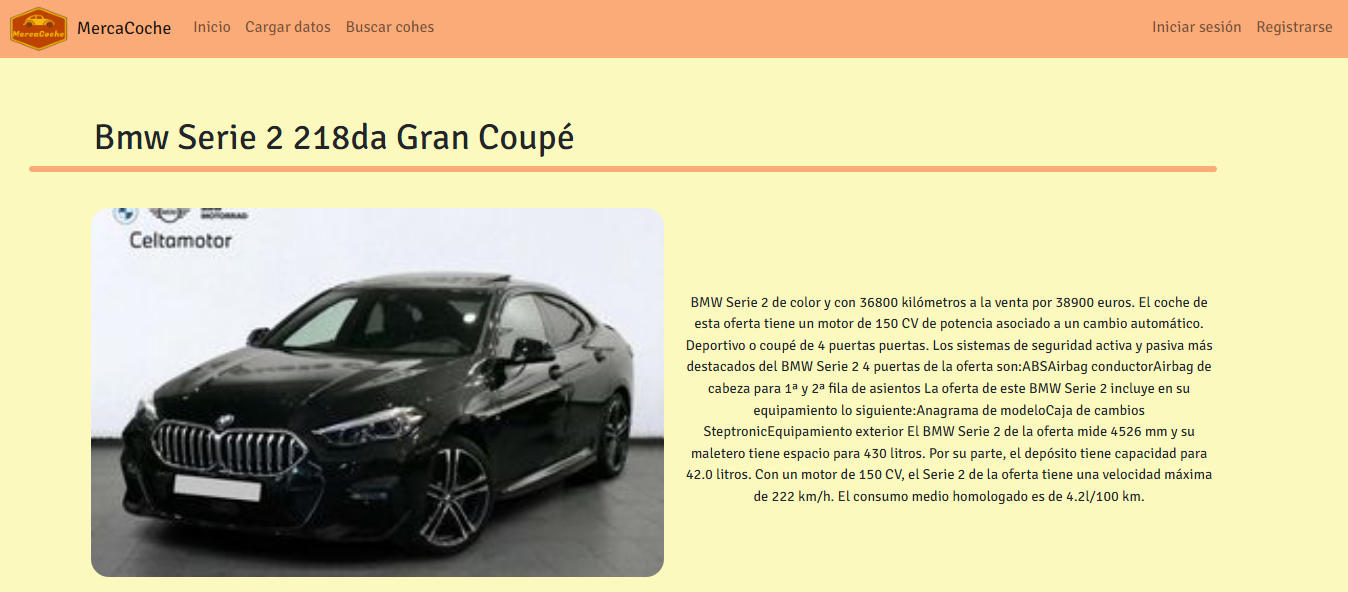 MercaCoche
MercaCoche
Inicio
Cargar datos
Buscar cohes
Iniciar sesión
Registrarse
Bmw Serie 2 218da Gran Coupé
MOTORRAD
Celtamotor
BMW Serie 2 de color y con 36800 kilómetros a la venta por 38900 euros. El coche de
esta oferta tiene un motor de 150 CV de potencia asociado a un cambio automático.
Deportivo o coupé de 4 puertas puertas. Los sistemas de seguridad activa y pasiva más
destacados del BMW Serie 2 4 puertas de la oferta son:ABSAirbag conductorAirbag de
cabeza para 1ª y 2ª fila de asientos La oferta de este BMW Serie 2 incluye en su
equipamiento lo siguiente:Anagrama de modeloCaja de cambios
SteptronicEquipamiento exterior El BMW Serie 2 de la oferta mide 4526 mm y su
maletero tiene espacio para 430 litros. Por su parte, el depósito tiene capacidad para
42.0 litros. Con un motor de 150 CV, el Serie 2 de la oferta tiene una velocidad máxima
de 222 km/h. El consumo medio homologado es de 4.2l/100 km.